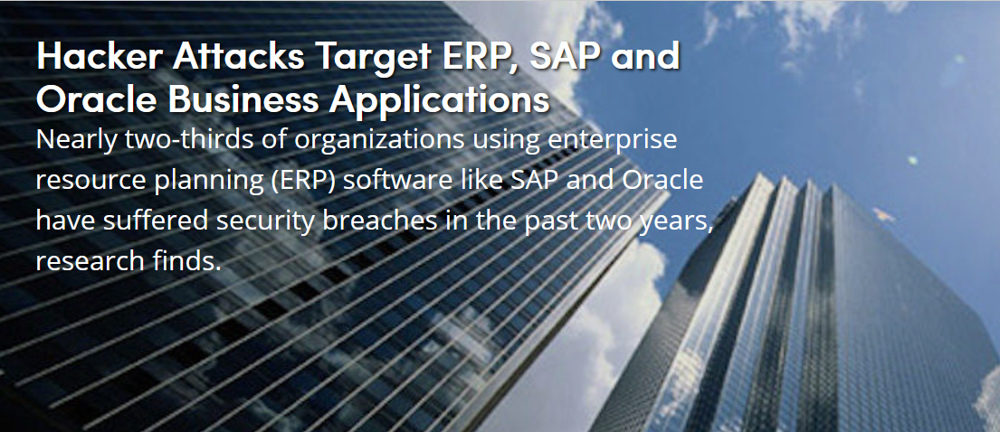 Hacker Attacks Target ERP, SAP and
Oracle Business Applications
Nearly two-thirds of organizations using enterprise
resource planning (ERP) software like SAP and Oracle
have suffered security breaches in the past two years,
research finds.